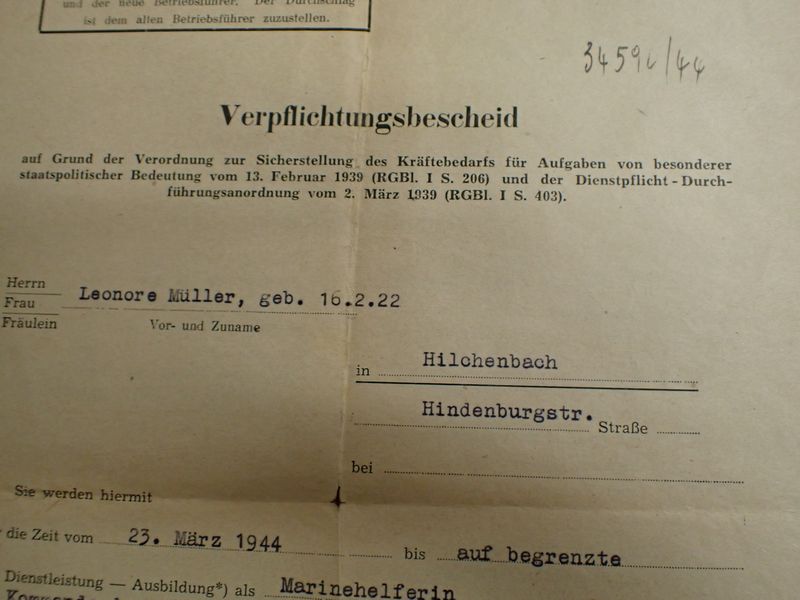 und der neue Betriebsführer. Der Durchschlag
ist dem alten Betriebsführer zuzustellen.
Verpflichtungsbescheid
auf Grund der Verordnung zur Sicherstellung des Kräftebedarfs für Aufgaben von besonderer
staatspolitischer Bedeutung vom 13. Februar 1939 (RGBl. I S. 206) und der Dienstpflicht-Durch-
führungsanordnung vom 2. März 1939 (RGBl. I S. 403).
Herrn
Frau Leonore Müller, geb. 16.2.22
Fräulein Vor- und Zuname
in Hilchenbach
Hindenburgstr. Straße
bei
Sie werden hiermit
die Zeit vom 23. März 1944 bis auf begrenzte
Dienstleistung — Ausbildung*) als Marinehelferin